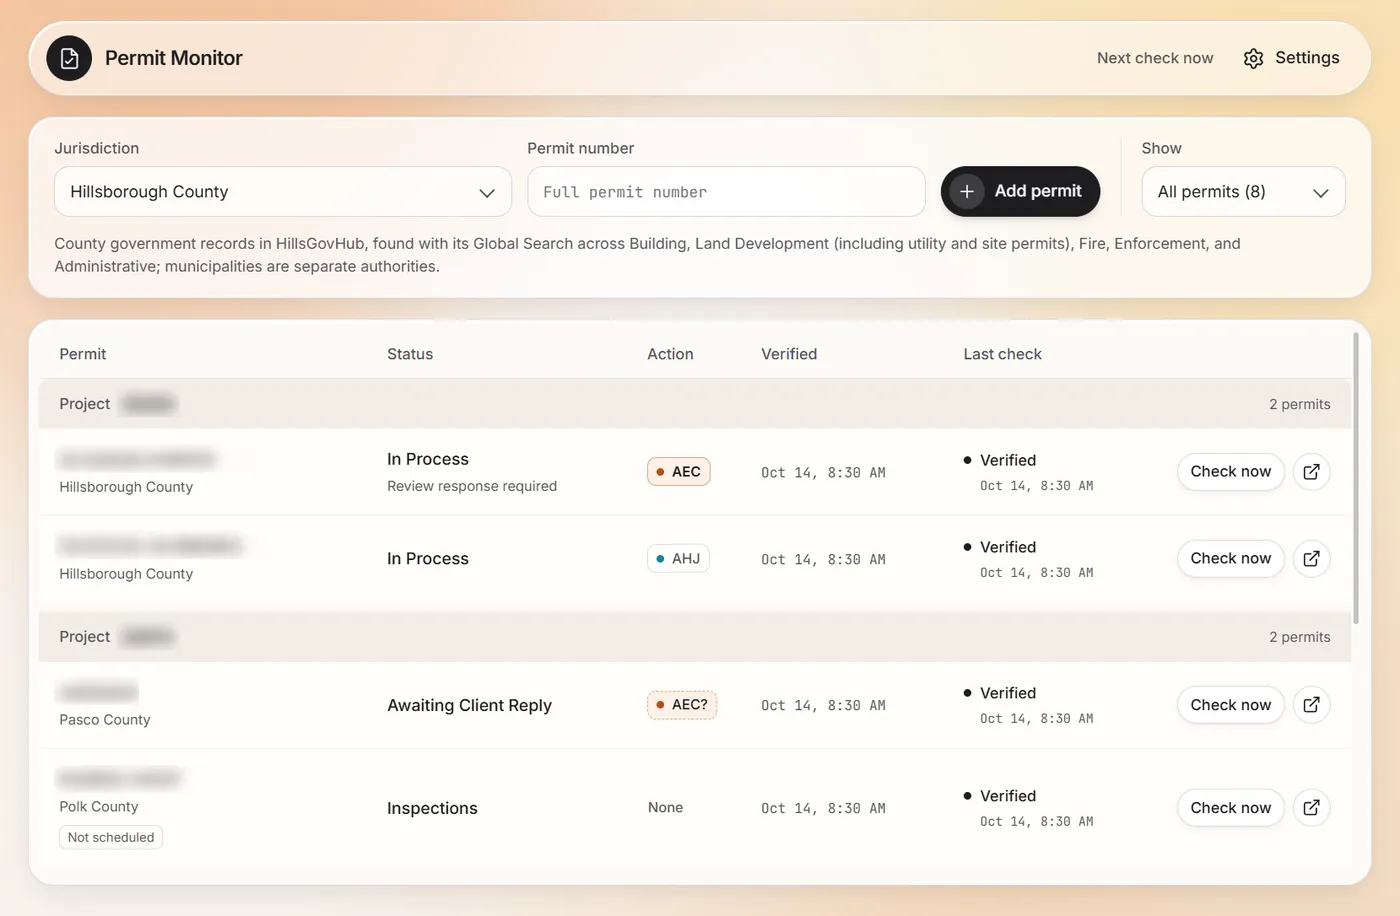 Permit Monitor
Next check now
Settings
Jurisdiction
Permit number
Show
Hillsborough County
Full permit number
Add permit
All permits (8)
County government records in HillsGovHub, found with its Global Search across Building, Land Development (including utility and site permits), Fire, Enforcement, and
Administrative; municipalities are separate authorities.
Permit
Status
Action
Verified
Last check
Project
2 permits
Hillsborough County
In Process
Review response required
AEC
Oct 14, 8:30 AM
Verified
Oct 14, 8:30 AM
Check now
Hillsborough County
In Process
AHJ
Oct 14, 8:30 AM
Verified
Oct 14, 8:30 AM
Check now
Project
2 permits
Pasco County
Awaiting Client Reply
AEC?
Oct 14, 8:30 AM
Verified
Oct 14, 8:30 AM
Check now
Polk County
Not scheduled
Inspections
None
Oct 14, 8:30 AM
Verified
Oct 14, 8:30 AM
Check now